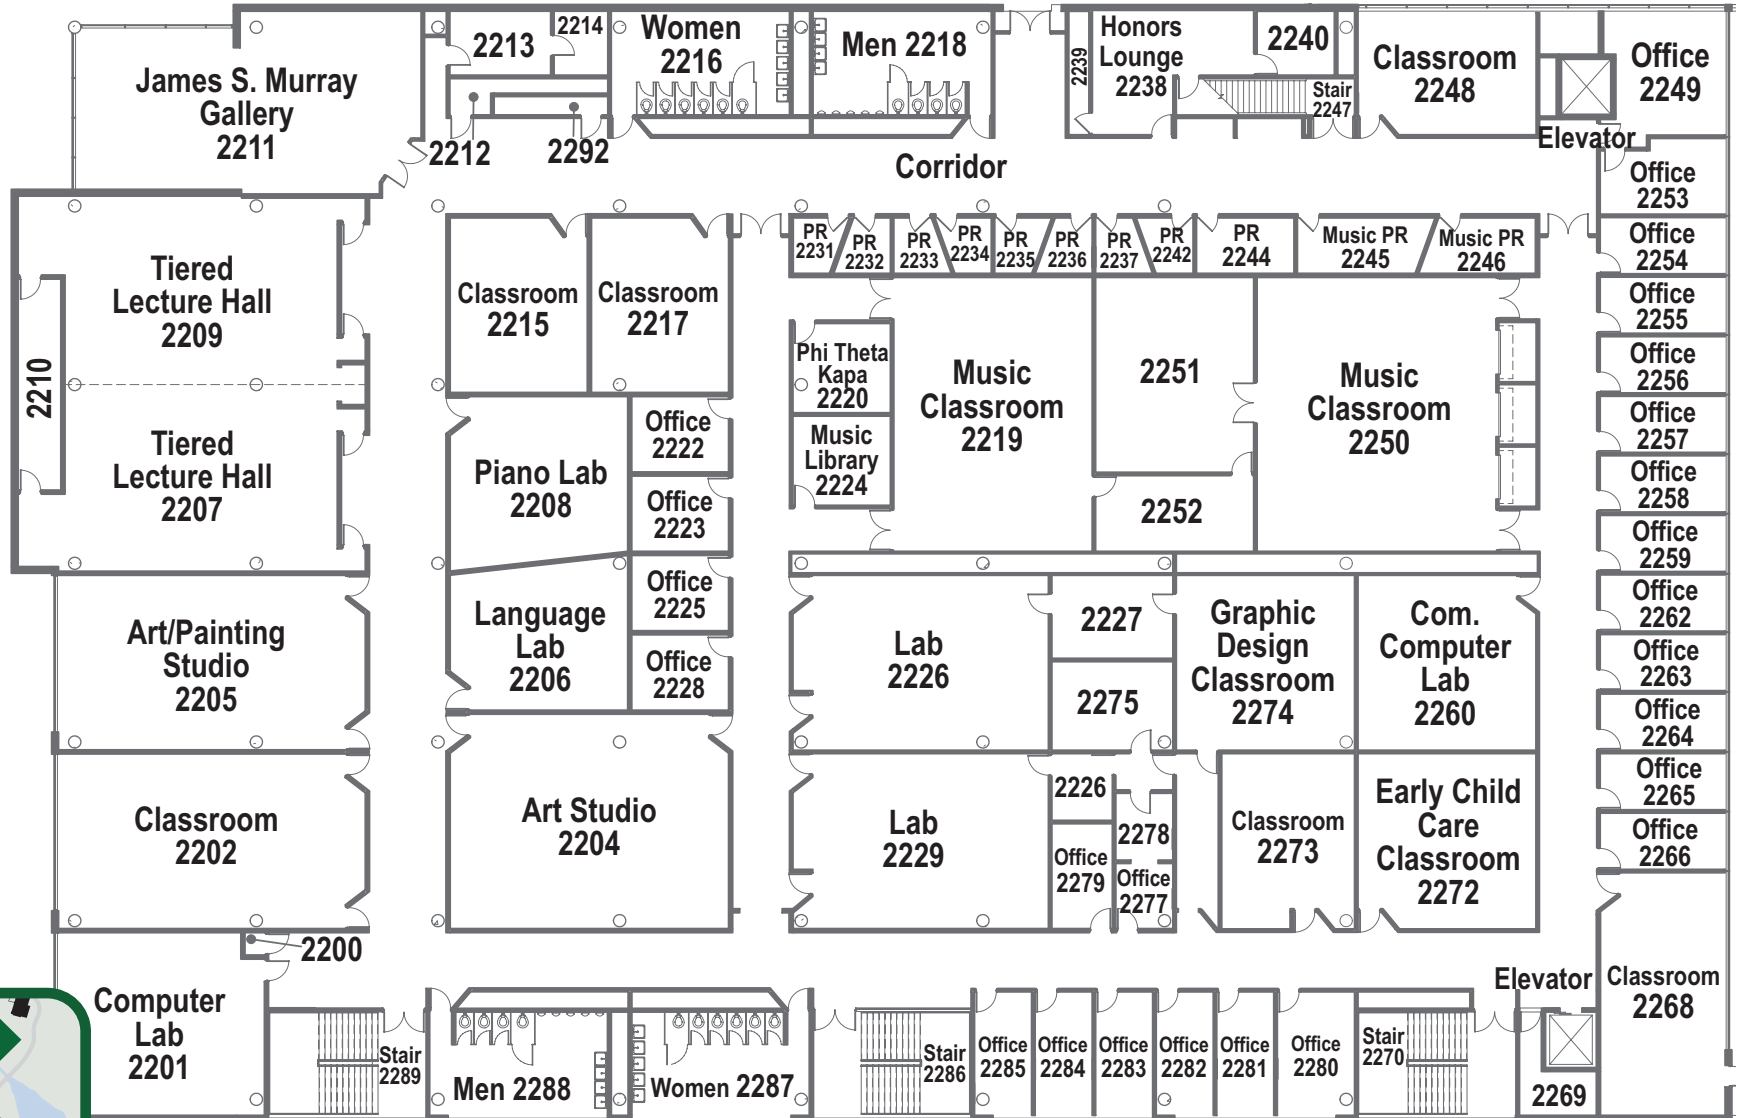 James S. Murray
Gallery
2211
2213
2214
2212
2292
Women
2216
Men 2218
2239
Honors
Lounge
2238
2240
Stair
2247
Classroom
2248
Elevator
Office
2249
Corridor
Tiered
Lecture Hall
2209
2210
Tiered
Lecture Hall
2207
Classroom
2215
Classroom
2217
PR
2231
PR
2232
PR
2233
PR
2234
PR
2235
PR
2236
PR
2237
PR
2242
PR
2244
Music PR
2245
Music PR
2246
Office
2253
Office
2254
Office
2255
Office
2256
Office
2257
Office
2258
Office
2259
Office
2262
Office
2263
Office
2264
Office
2265
Office
2266
Phi Theta
Kapa
2220
Music
Library
2224
Music
Classroom
2219
2251
2252
Music
Classroom
2250
Piano Lab
2208
Office
2222
Office
2223
Language
Lab
2206
Office
2225
Office
2228
Art/Painting
Studio
2205
Lab
2226
2227
2275
Graphic
Design
Classroom
2274
Com.
Computer
Lab
2260
Classroom
2202
Art Studio
2204
Lab
2229
2226
Office
2279
2278
Office
2277
Classroom
2273
Early Child
Care
Classroom
2272
2200
Computer
Lab
2201
Stair
2289
Men 2288
Women 2287
Stair
2286
Office
2285
Office
2284
Office
2283
Office
2282
Office
2281
Office
2280
Stair
2270
Elevator
2269
Classroom
2268